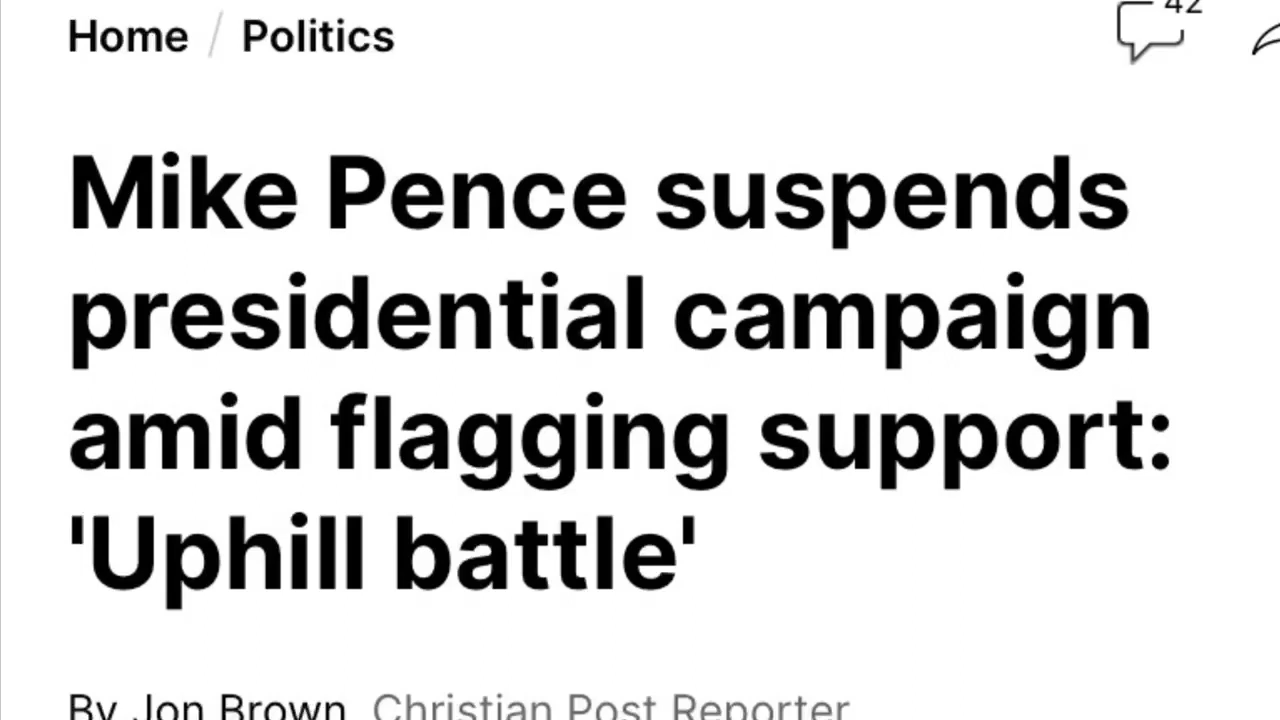 Home / Politics
42
Mike Pence suspends
presidential campaign
amid flagging support:
'Uphill battle'
By Jon Brown, Christian Post Reporter